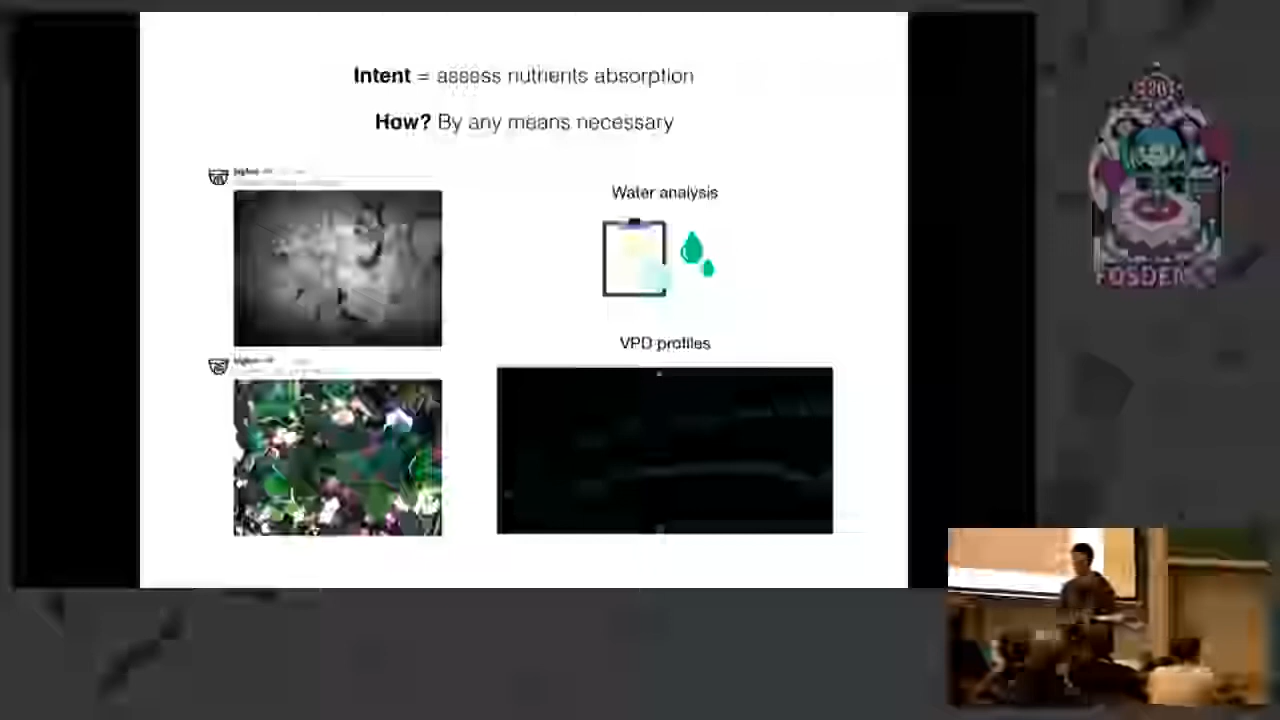 Intent = assess nutrients absorption
How? By any means necessary
Water analysis
VPD profiles
FOSDEM